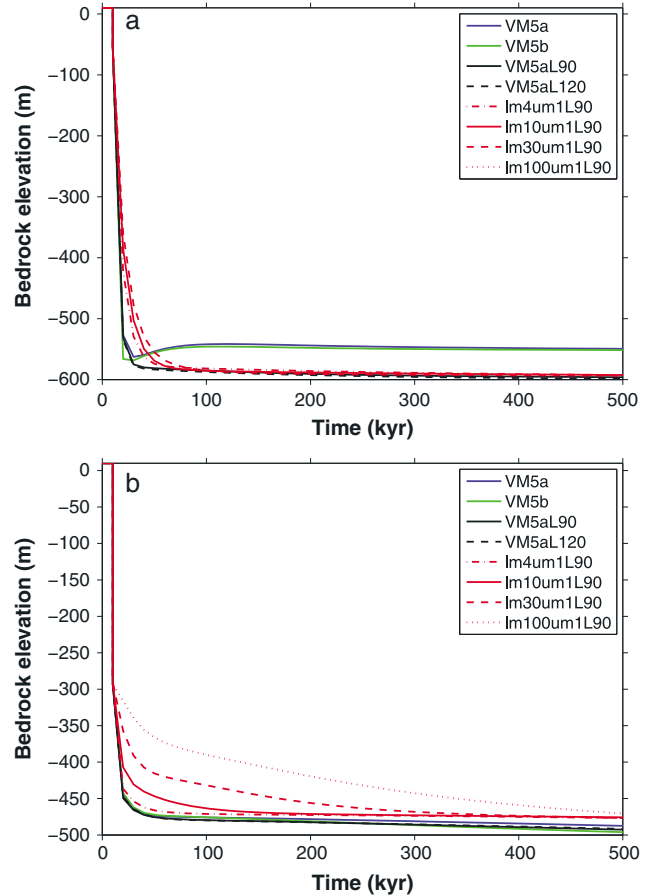 a
0
−100
−200
−300
−400
−500
−600
Bedrock elevation (m)
VM5a
VM5b
VM5aL90
VM5aL120
lm4um1L90
lm10um1L90
lm30um1L90
lm100um1L90
0 100 200 300 400 500
Time (kyr)
b
0
−50
−100
−150
−200
−250
−300
−350
−400
−450
−500
Bedrock elevation (m)
VM5a
VM5b
VM5aL90
VM5aL120
lm4um1L90
lm10um1L90
lm30um1L90
lm100um1L90
0 100 200 300 400 500
Time (kyr)